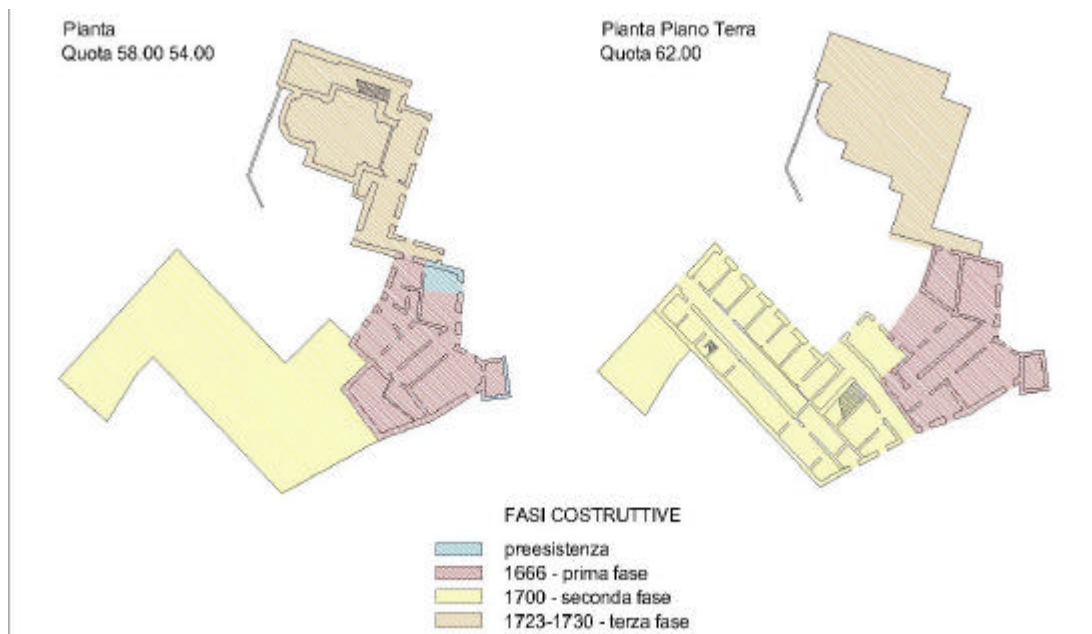 Pianta
Quota 58.00 54.00
Pianta Piano Terra
Quota 62.00
FASI COSTRUTTIVE
preesistenza
1666 - prima fase
1700 - seconda fase
1723-1730 - terza fase